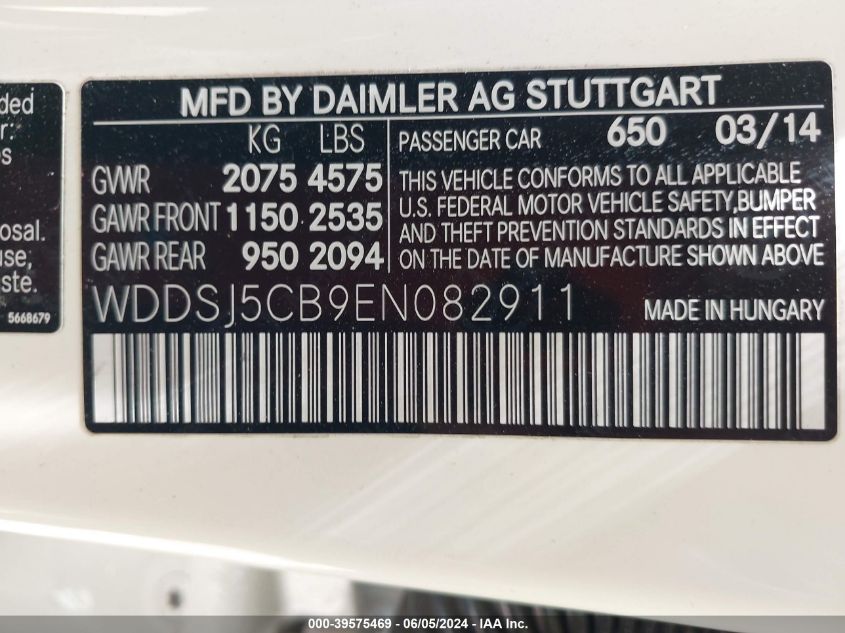 MFD BY DAIMLER AG STUTTGART
KG LBS
GVWR 2075 4575
GAWR FRONT 1150 2535
GAWR REAR 950 2094
PASSENGER CAR 650 03/14
THIS VEHICLE CONFORMS TO ALL APPLICABLE
U.S. FEDERAL MOTOR VEHICLE SAFETY,BUMPER
AND THEFT PREVENTION STANDARDS IN EFFECT
ON THE DATE OF MANUFACTURE SHOWN ABOVE
WDDSJ5CB9EN082911 MADE IN HUNGARY
5668679
000-39575469 - 06/05/2024 - IAA Inc.